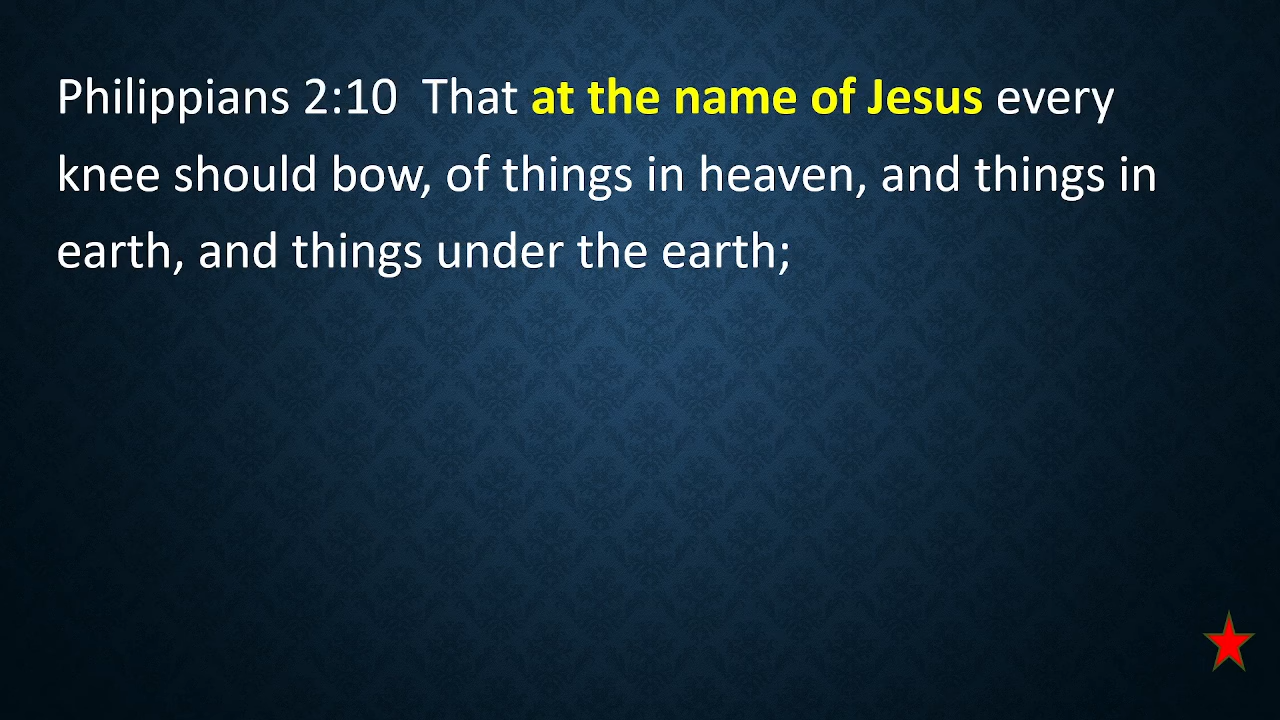 Philippians 2:10  That at the name of Jesus every
knee should bow, of things in heaven, and things in
earth, and things under the earth;